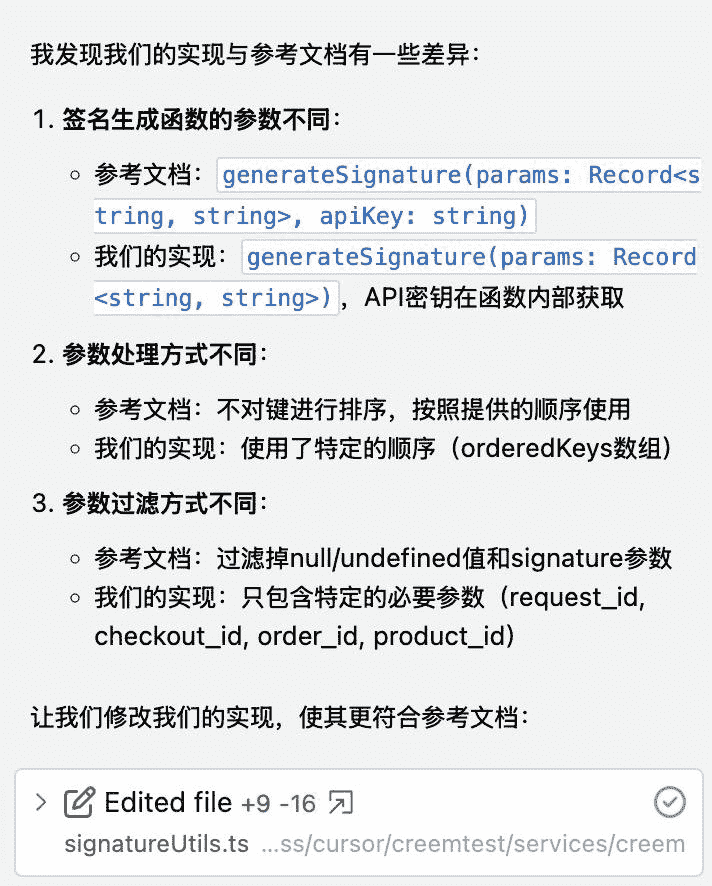 我发现我们的实现与参考文档有一些差异：
1. 签名生成函数的参数不同：
参考文档：generateSignature(params: Record<s
tring, string>, apiKey: string)
我们的实现：generateSignature(params: Record
<string, string>)，API密钥在函数内部获取
2. 参数处理方式不同：
参考文档：不对键进行排序，按照提供的顺序使用
我们的实现：使用了特定的顺序（orderedKeys数组）
3. 参数过滤方式不同：
参考文档：过滤掉null/undefined值和signature参数
我们的实现：只包含特定的必要参数（request_id,
checkout_id, order_id, product_id）
让我们修改我们的实现，使其更符合参考文档：
Edited file +9 -16
signatureUtils.ts ...ss/cursor/creemtest/services/creem